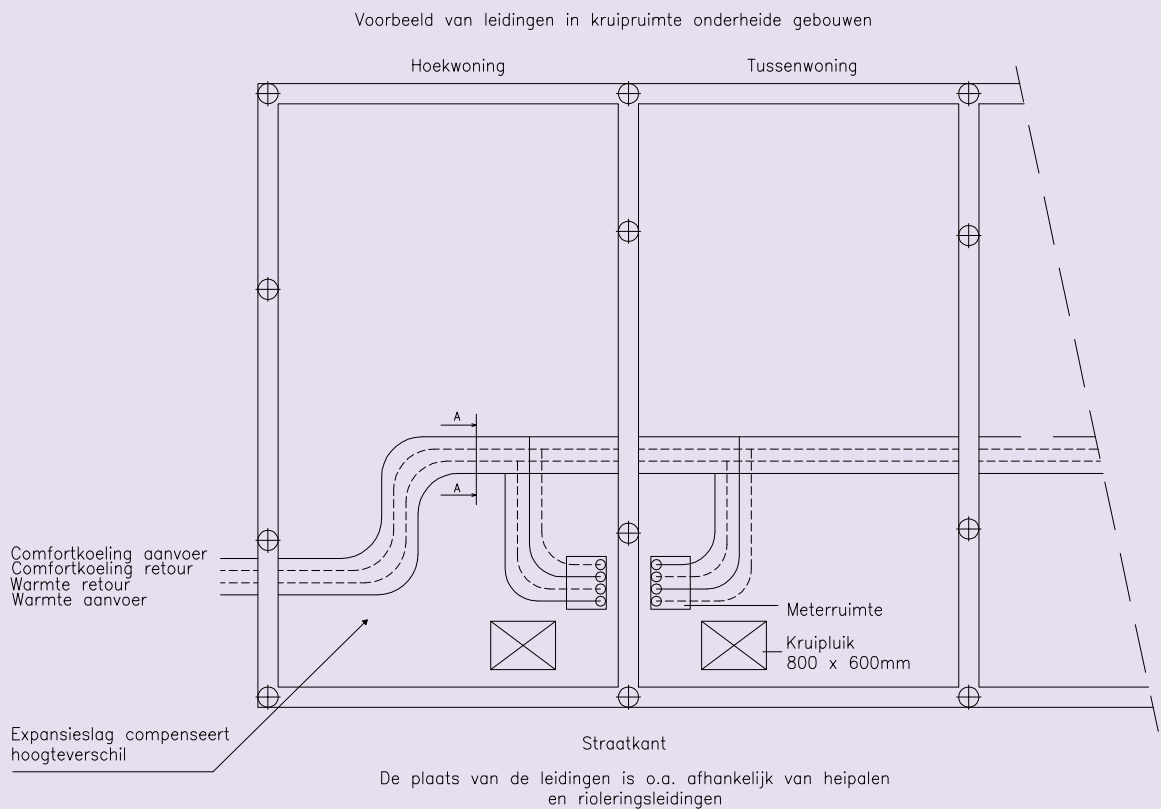 Voorbeeld van leidingen in kruipruimte onderheide gebouwen
Hoekwoning
Tussenwoning
A
A
Comfortkoeling aanvoer
Comfortkoeling retour
Warmte retour
Warmte aanvoer
Meterruimte
Kruipluik
800 x 600mm
Expansieslag compenseert
hoogteverschil
Straatkant
De plaats van de leidingen is o.a. afhankelijk van heipalen
en rioleringsleidingen